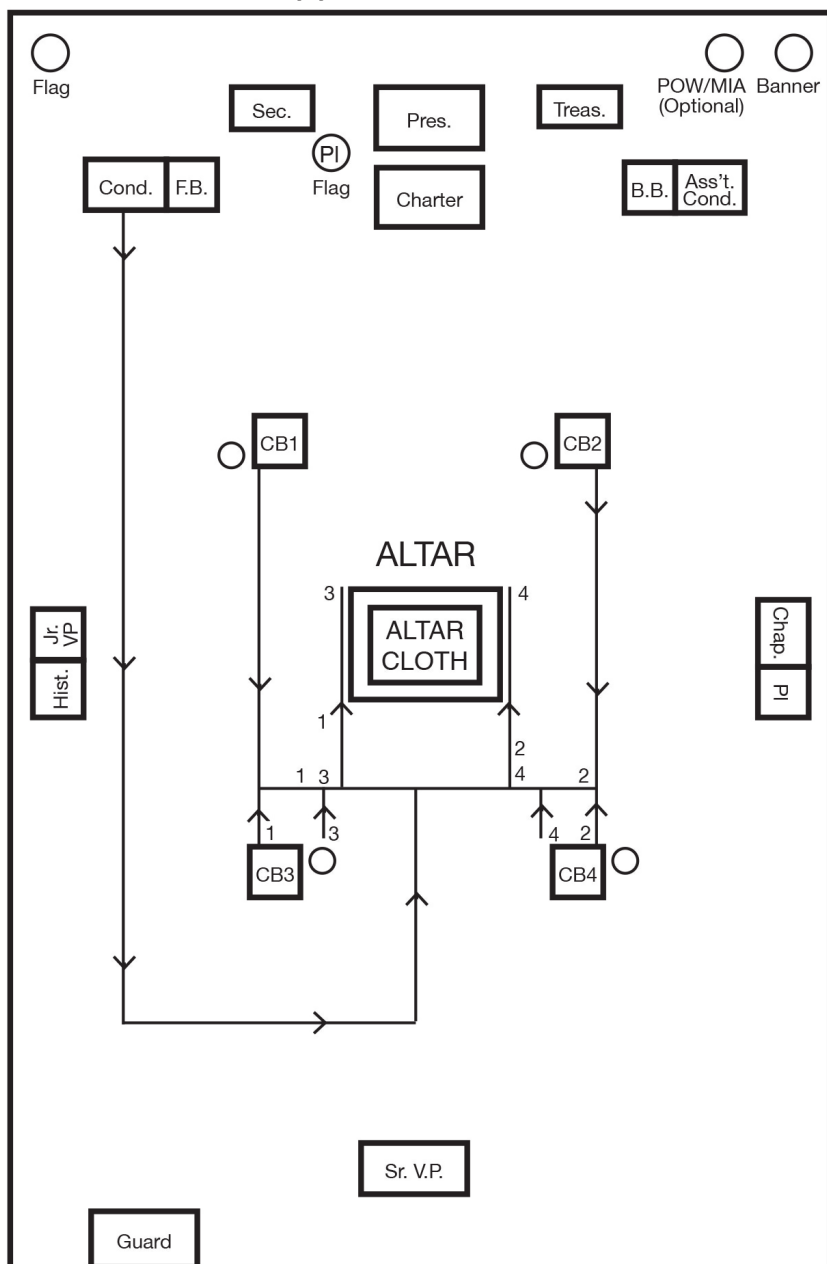 Flag
POW/MIA
(Optional)
Banner
Sec.
Pres.
Treas.
PI
Flag
Cond.
F.B.
Charter
B.B.
Ass't.
Cond.
CB1
CB2
ALTAR
3
4
ALTAR
CLOTH
Jr.
VP
Hist.
Chap.
PI
1
2
1
3
4
2
1
3
4
2
CB3
CB4
Sr. V.P.
Guard